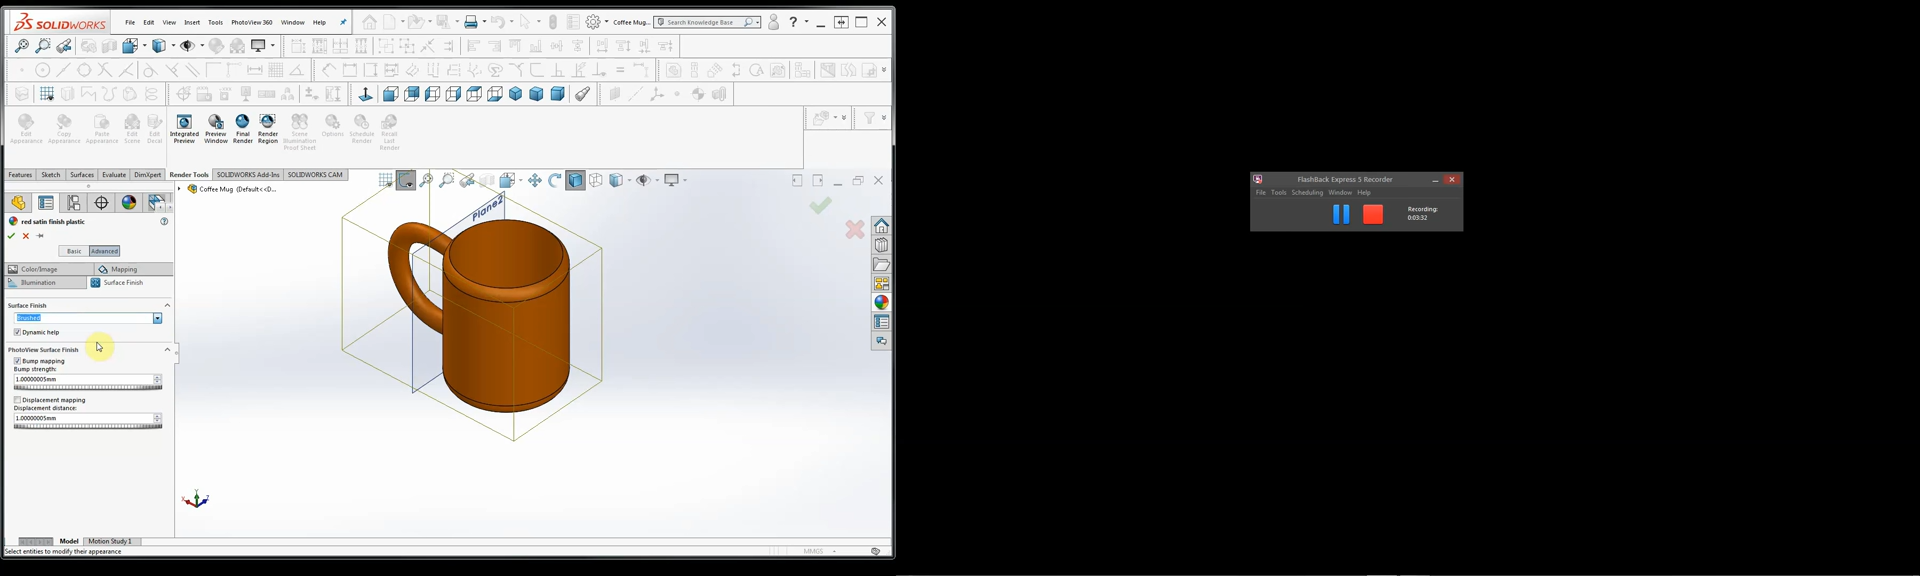 SOLIDWORKS
File Edit View Insert Tools PhotoView 360 Window Help
Coffee Mug...
Search Knowledge Base
?
Edit Appearance
Copy Appearance
Paste Appearance
Edit Scene
Edit Decal
Integrated Preview
Preview Window
Final Render
Render Region
Scene Illumination Proof Sheet
Options
Schedule Render
Recall Last Render
Features Sketch Surfaces Evaluate DimXpert Render Tools SOLIDWORKS Add-Ins SOLIDWORKS CAM
Coffee Mug (Default<<D...
red satin finish plastic
Basic Advanced
Color/Image Mapping
Illumination Surface Finish
Surface Finish
Brushed
Dynamic help
PhotoView Surface Finish
Bump mapping
Bump strength:
1.00000005mm
Displacement mapping
Displacement distance:
1.00000005mm
Plane2
Model Motion Study 1
Select entities to modify their appearance
MMGS
FlashBack Express 5 Recorder
File Tools Scheduling Window Help
Recording:
0:03:32